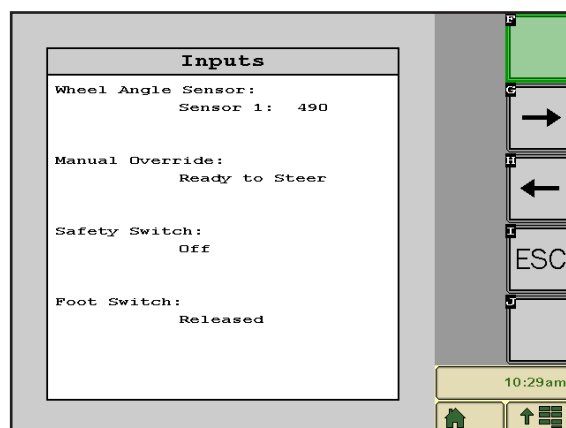 Inputs
Wheel Angle Sensor:
Sensor 1: 490
Manual Override:
Ready to Steer
Safety Switch:
Off
Foot Switch:
Released
F
G
H
I
ESC
J
10:29am